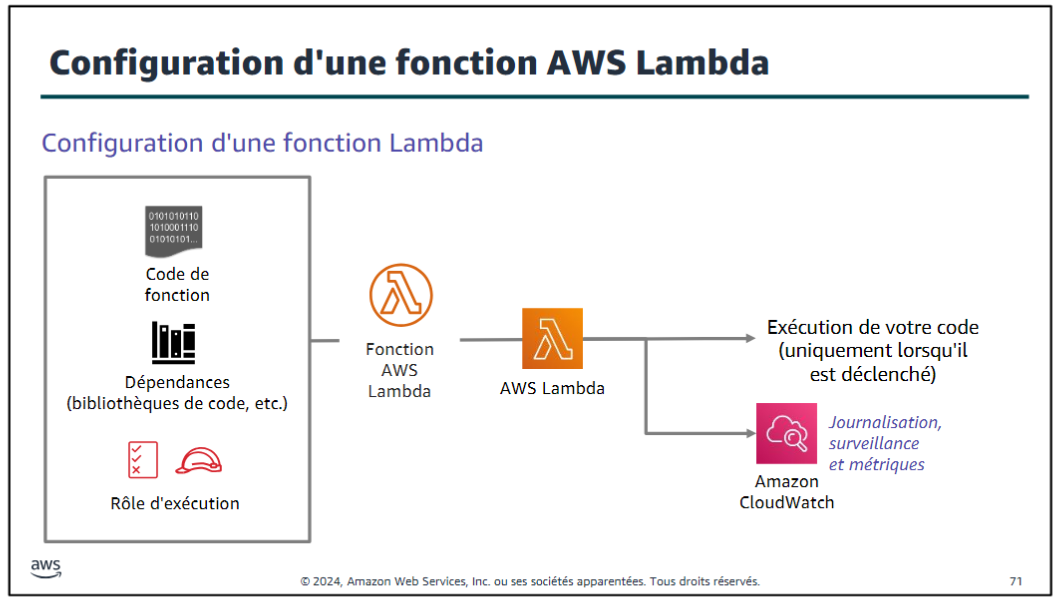 Configuration d'une fonction AWS Lambda
Configuration d'une fonction Lambda
0101010110
1010001110
01010101...
Code de
fonction
Dépendances
(bibliothèques de code, etc.)
Rôle d'exécution
Fonction
AWS
Lambda
AWS Lambda
Exécution de votre code
(uniquement lorsqu'il
est déclenché)
Journalisation,
surveillance
et métriques
Amazon
CloudWatch
aws
© 2024, Amazon Web Services, Inc. ou ses sociétés apparentées. Tous droits réservés.
71